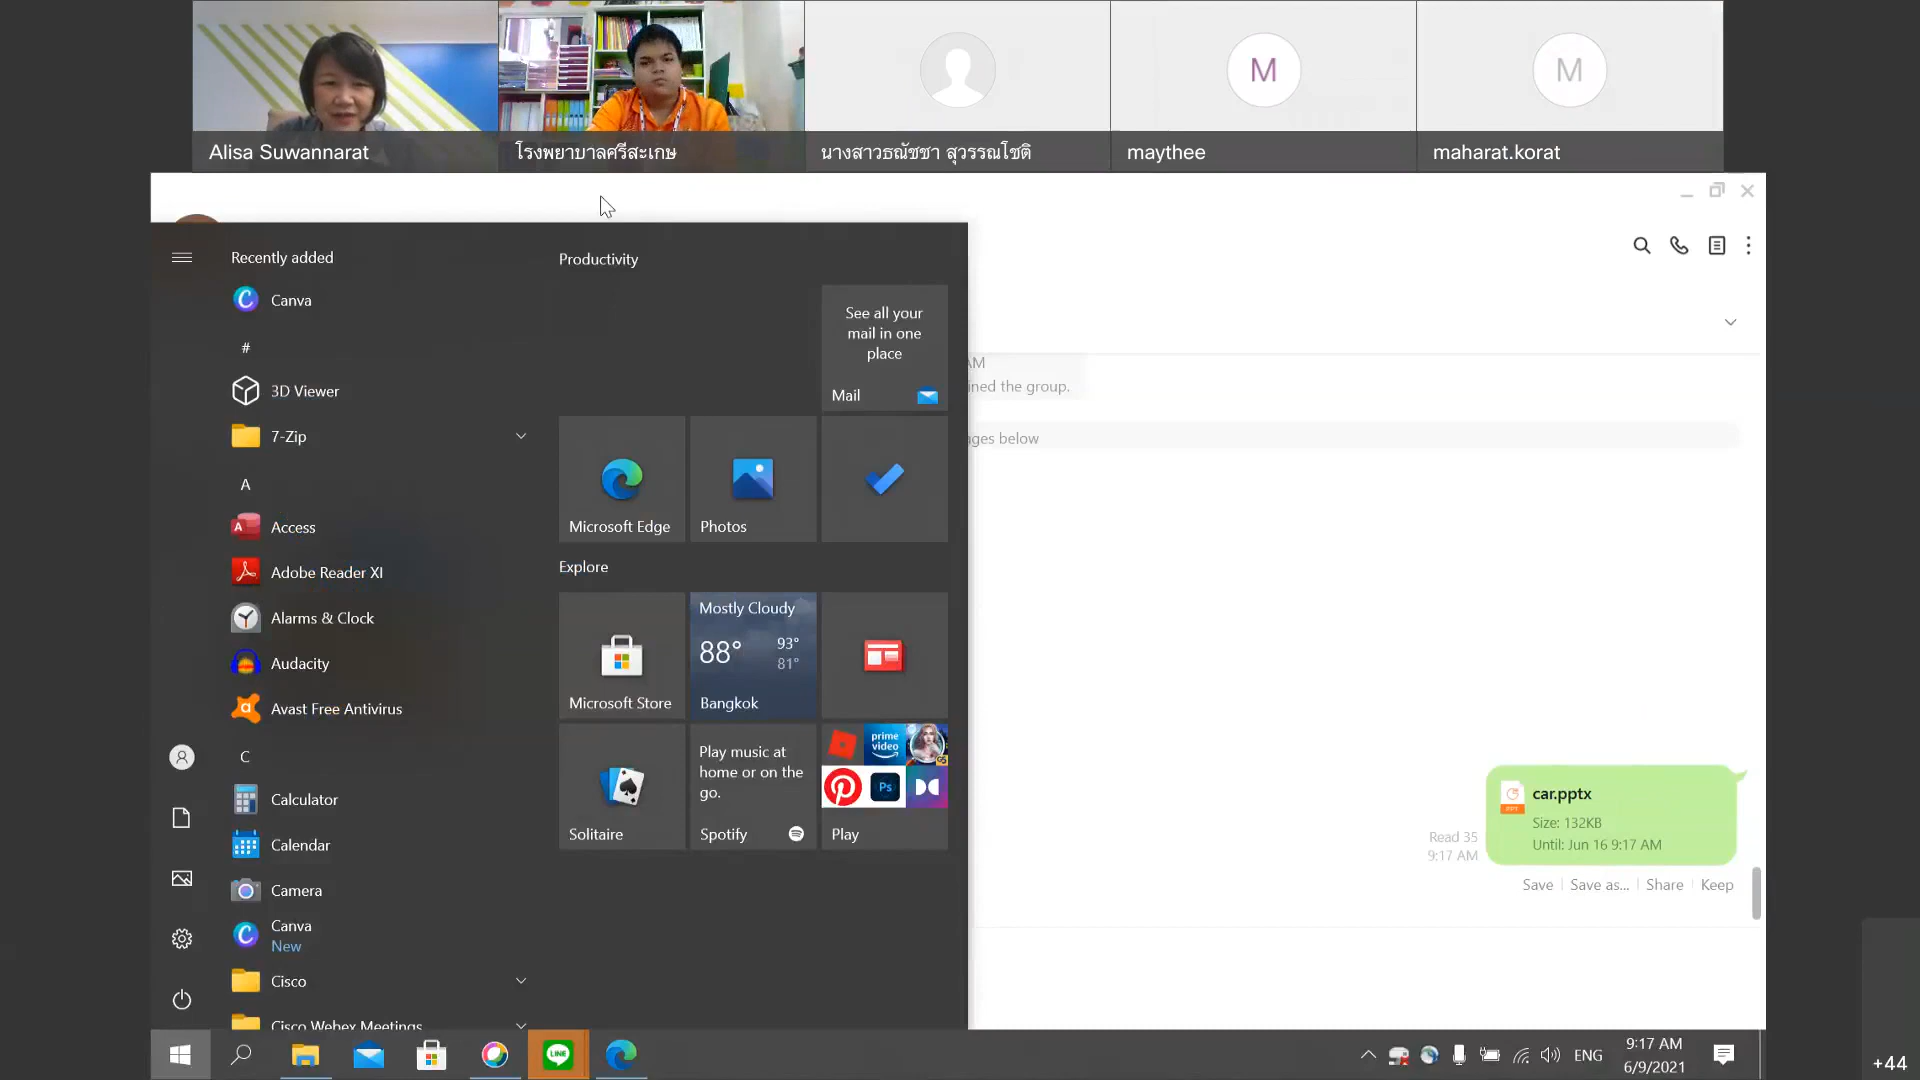 Alisa Suwannarat
โรงพยาบาลศรีสะเกษ
นางสาวธณัชชา สุวรรณโชติ
M
maythee
M
maharat.korat
Recently added
Canva
#
3D Viewer
7-Zip
A
Access
Adobe Reader XI
Alarms & Clock
Audacity
Avast Free Antivirus
C
Calculator
Calendar
Camera
Canva
New
Cisco
Cisco Webex Meetings
Productivity
See all your
mail in one
place
Mail
Microsoft Edge
Photos
Explore
Microsoft Store
Mostly Cloudy
88°
93°
81°
Bangkok
Solitaire
Play music at
home or on the
go.
Spotify
prime
video
Ps
Play
AM
ined the group.
ages below
car.pptx
Size: 132KB
Until: Jun 16 9:17 AM
Read 35
9:17 AM
Save
Save as...
Share
Keep
LINE
ENG
9:17 AM
6/9/2021
+44